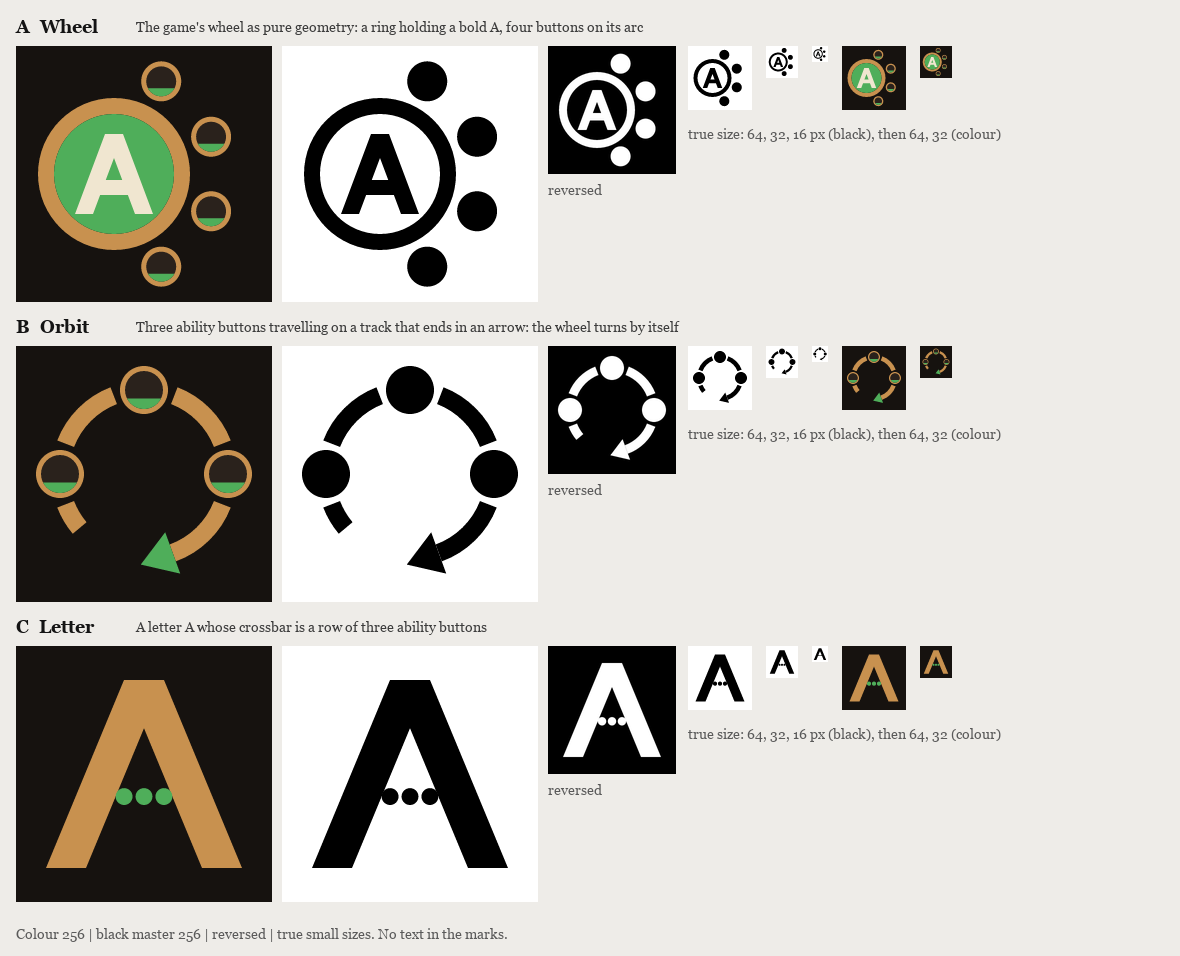 A Wheel The game's wheel as pure geometry: a ring holding a bold A, four buttons on its arc
A
A
A
A
A
A
A
A
reversed
true size: 64, 32, 16 px (black), then 64, 32 (colour)
B Orbit Three ability buttons travelling on a track that ends in an arrow: the wheel turns by itself
reversed
true size: 64, 32, 16 px (black), then 64, 32 (colour)
C Letter A letter A whose crossbar is a row of three ability buttons
A
A
A
A
A
A
A
A
reversed
true size: 64, 32, 16 px (black), then 64, 32 (colour)
Colour 256 | black master 256 | reversed | true small sizes. No text in the marks.